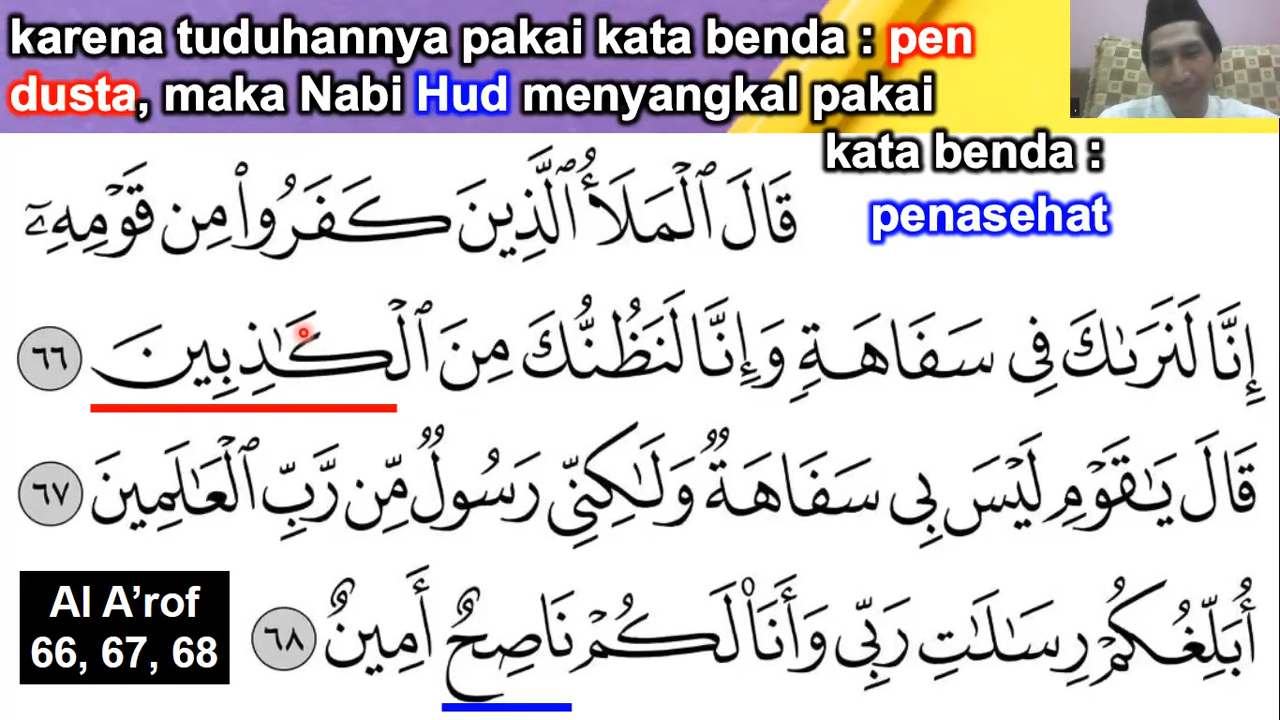 karena tuduhannya pakai kata benda : pen
dusta, maka Nabi Hud menyangkal pakai
kata benda :
penasehat
قَالَ ٱلْمَلَأُ ٱلَّذِينَ كَفَرُوا۟ مِن قَوْمِهِۦٓ
إِنَّا لَنَرَىٰكَ فِى سَفَاهَةٍ وَإِنَّا لَنَظُنُّكَ مِنَ ٱلْكَـٰذِبِينَ ٦٦
قَالَ يَـٰقَوْمِ لَيْسَ بِى سَفَاهَةٌ وَلَـٰكِنِّى رَسُولٌ مِّن رَّبِّ ٱلْعَـٰلَمِينَ ٦٧
أُبَلِّغُكُمْ رِسَـٰلَـٰتِ رَبِّى وَأَنَا۠ لَكُمْ نَاصِحٌ أَمِينٌ ٦٨
Al A’rof
66, 67, 68